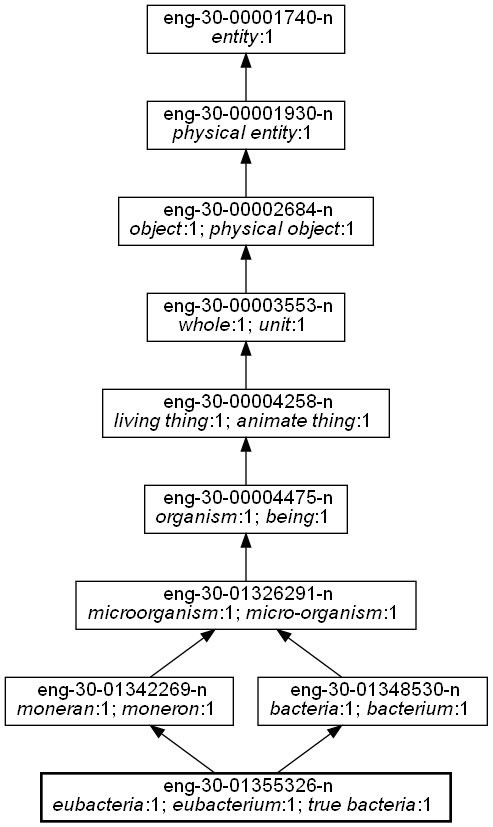 eng-30-00001740-n
entity:1
eng-30-00001930-n
physical entity:1
eng-30-00002684-n
object:1; physical object:1
eng-30-00003553-n
whole:1; unit:1
eng-30-00004258-n
living thing:1; animate thing:1
eng-30-00004475-n
organism:1; being:1
eng-30-01326291-n
microorganism:1; micro-organism:1
eng-30-01342269-n
moneran:1; moneron:1
eng-30-01348530-n
bacteria:1; bacterium:1
eng-30-01355326-n
eubacteria:1; eubacterium:1; true bacteria:1